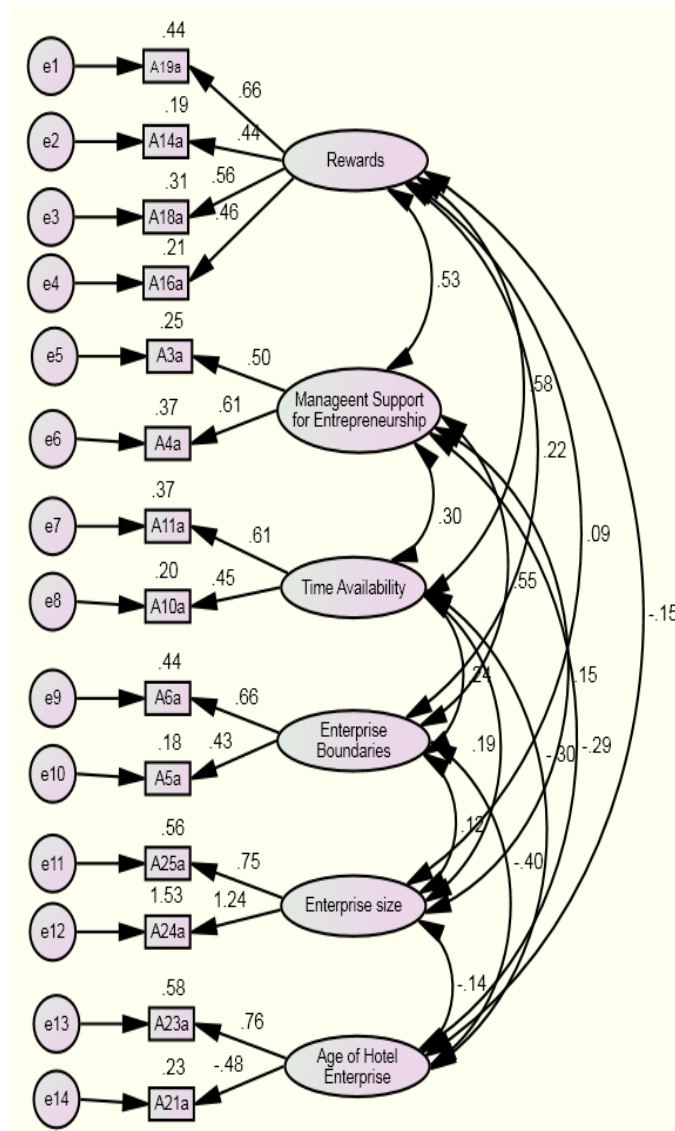 .44
e1
A19a
.66
.19
e2
A14a
.44
Rewards
.31
.56
e3
A18a
.46
.21
e4
A16a
.53
.25
e5
A3a
.50
.58
Manageent Support
for Entrepreneurship
.37
.61
e6
A4a
.22
.37
e7
A11a
.61
.30
.09
.20
e8
A10a
.45
Time Availability
.55
-.15
.44
e9
A6a
.66
.24
.15
Enterprise
Boundaries
.18
.43
e10
A5a
.19
-.30
-.29
.56
e11
A25a
.75
.12
-.40
1.53
1.24
e12
A24a
Enterprise size
.58
-.14
e13
A23a
.76
Age of Hotel
Enterprise
.23
-.48
e14
A21a